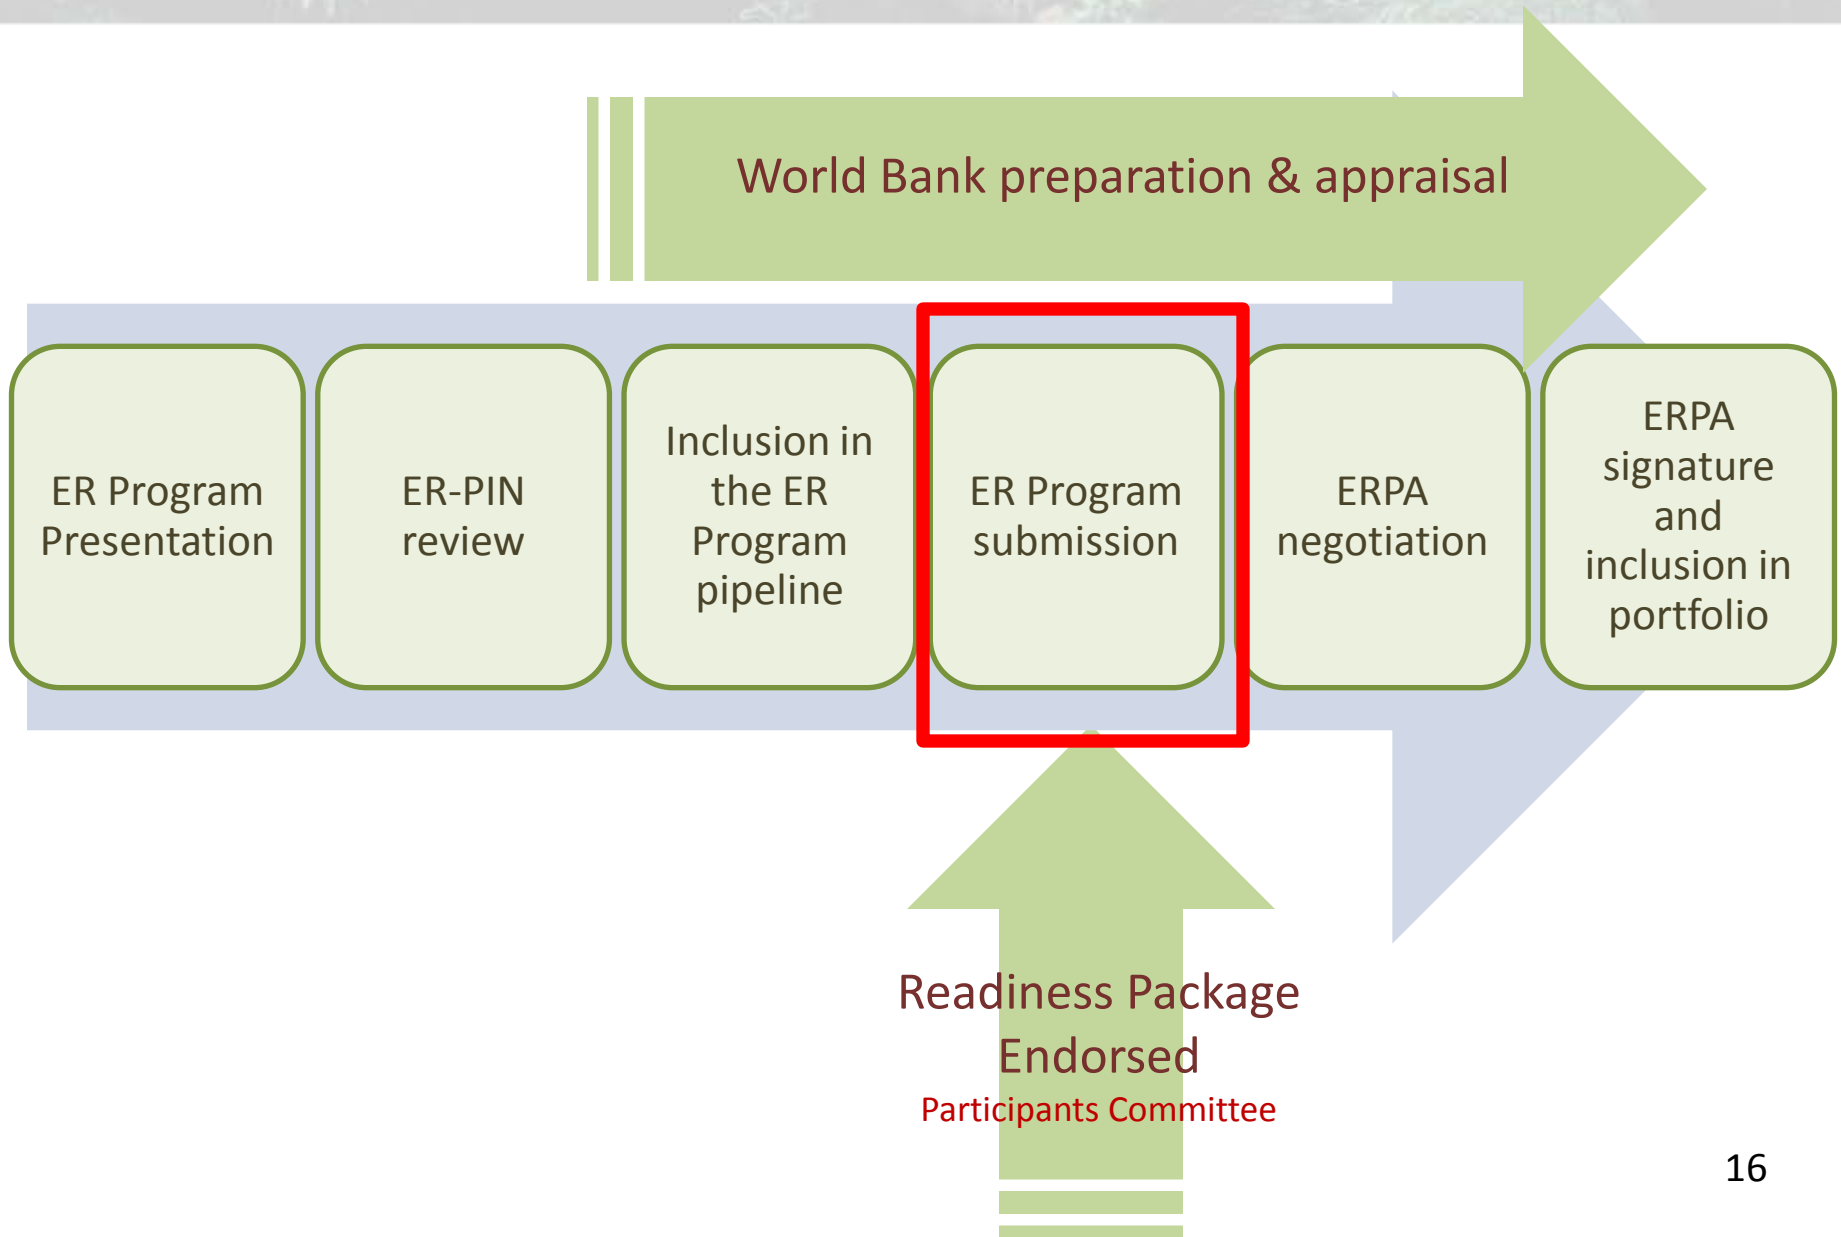 World Bank preparation & appraisal
ER Program
Presentation
ER-PIN
review
Inclusion in
the ER
Program
pipeline
ER Program
submission
ERPA
negotiation
ERPA
signature
and
inclusion in
portfolio
Readiness Package
Endorsed
Participants Committee
16